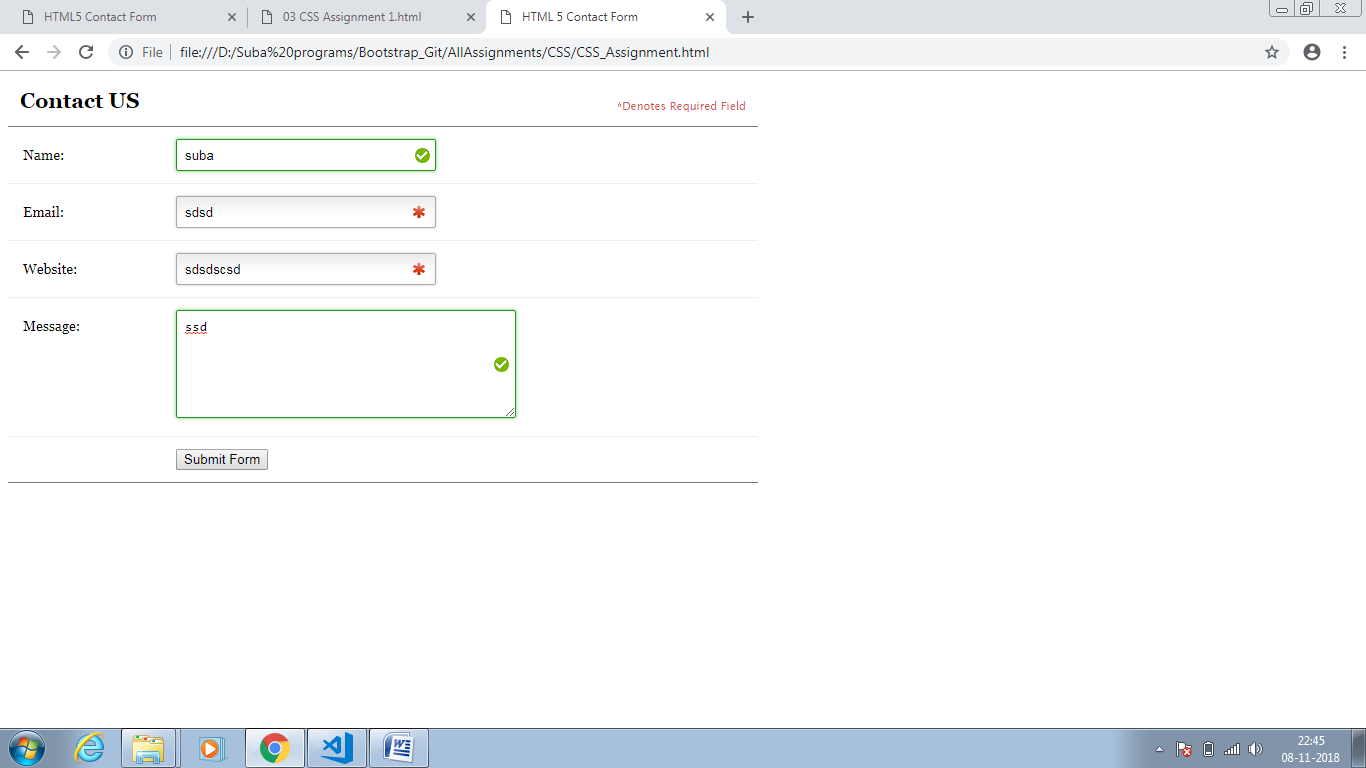 HTML5 Contact Form
03 CSS Assignment 1.html
HTML 5 Contact Form
File file:///D:/Suba%20programs/Bootstrap_Git/AllAssignments/CSS/CSS_Assignment.html
Contact US
*Denotes Required Field
Name: suba
Email: sdsd
Website: sdsdscsd
Message: ssd
Submit Form
22:45
08-11-2018